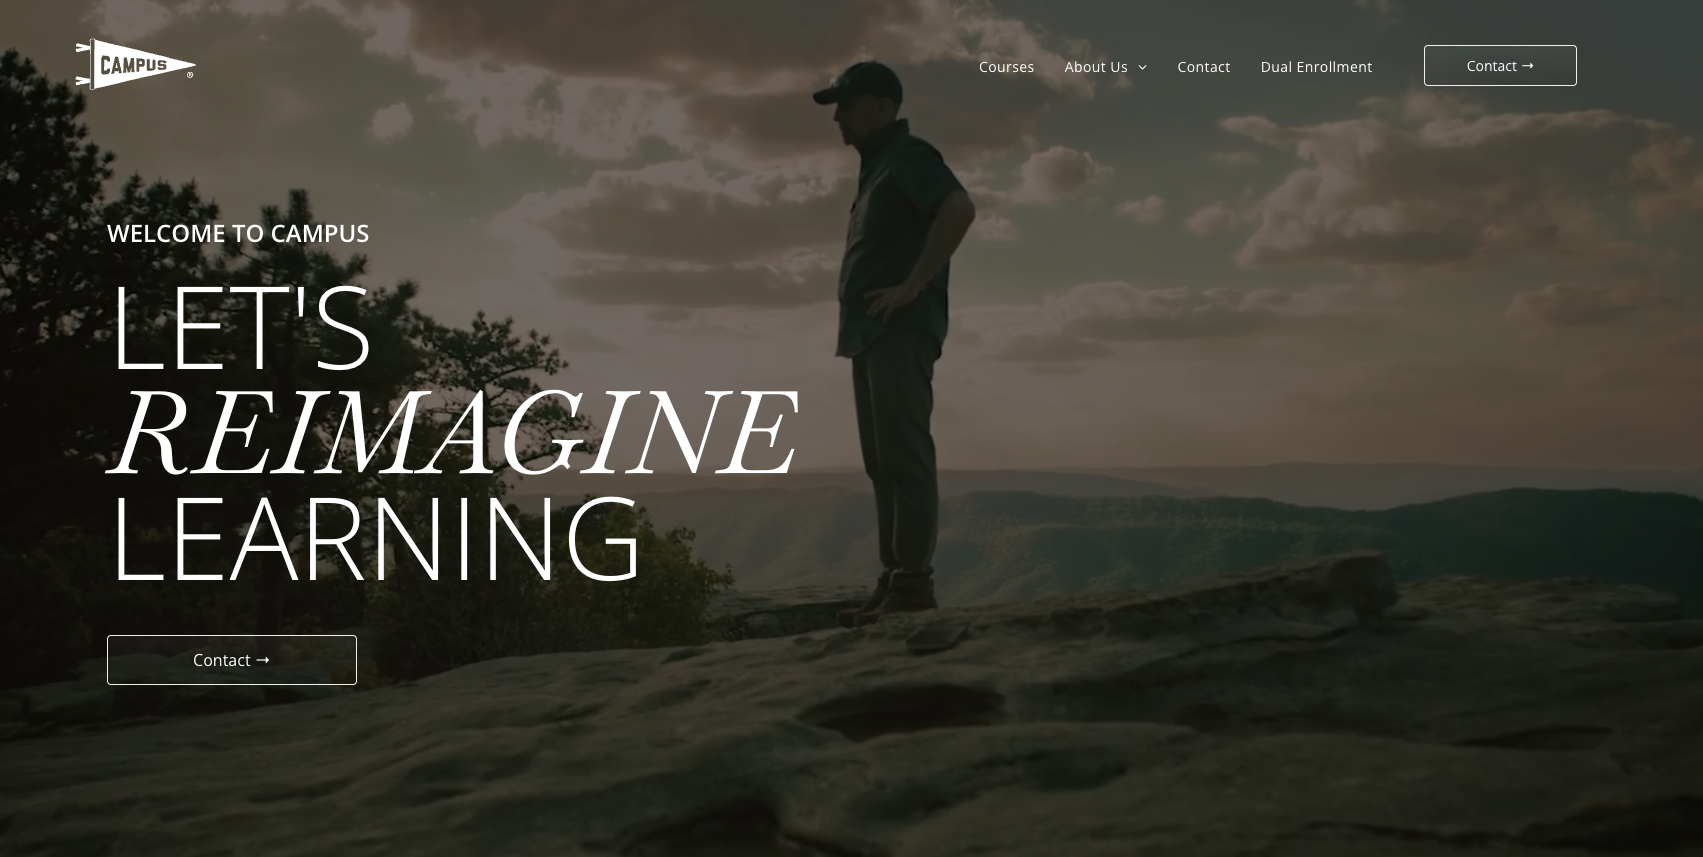 CAMPUS
®
Courses
About Us
Contact
Dual Enrollment
Contact →
WELCOME TO CAMPUS
LET'S
REIMAGINE
LEARNING
Contact →